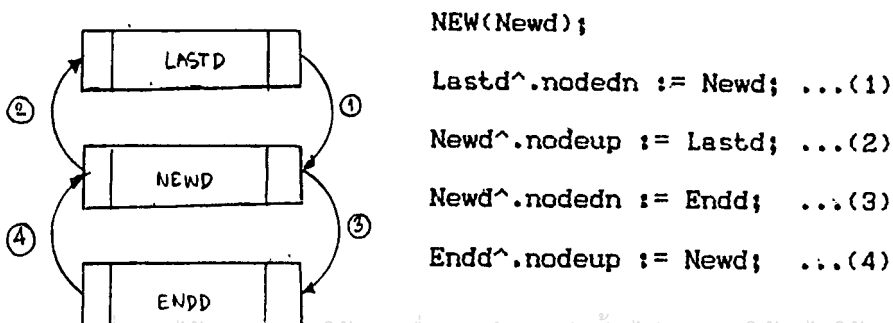 NEW(Newd);
LASTD
Lastd^.nodedn := Newd; ...(1)
② ①
Newd^.nodeup := Lastd; ...(2)
NEWD
Newd^.nodedn := Endd; ...(3)
④ ③
Endd^.nodeup := Newd; ...(4)
ENDD